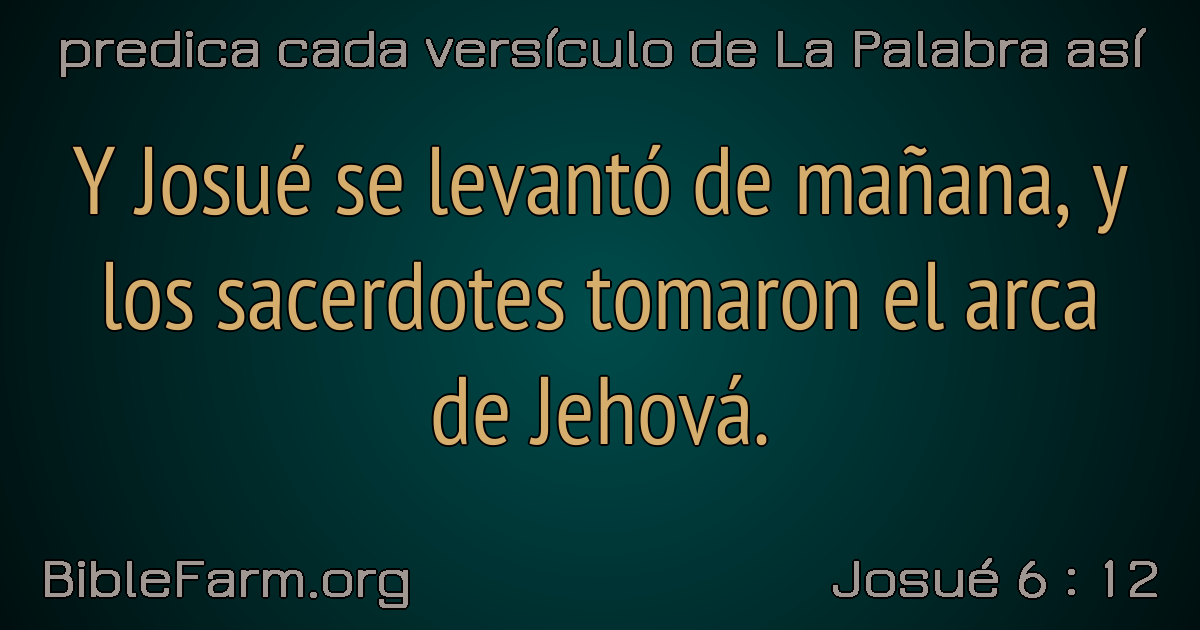 predica cada versículo de La Palabra así
Y Josué se levantó de mañana, y
los sacerdotes tomaron el arca
de Jehová.
BibleFarm.org
Josué 6 : 12